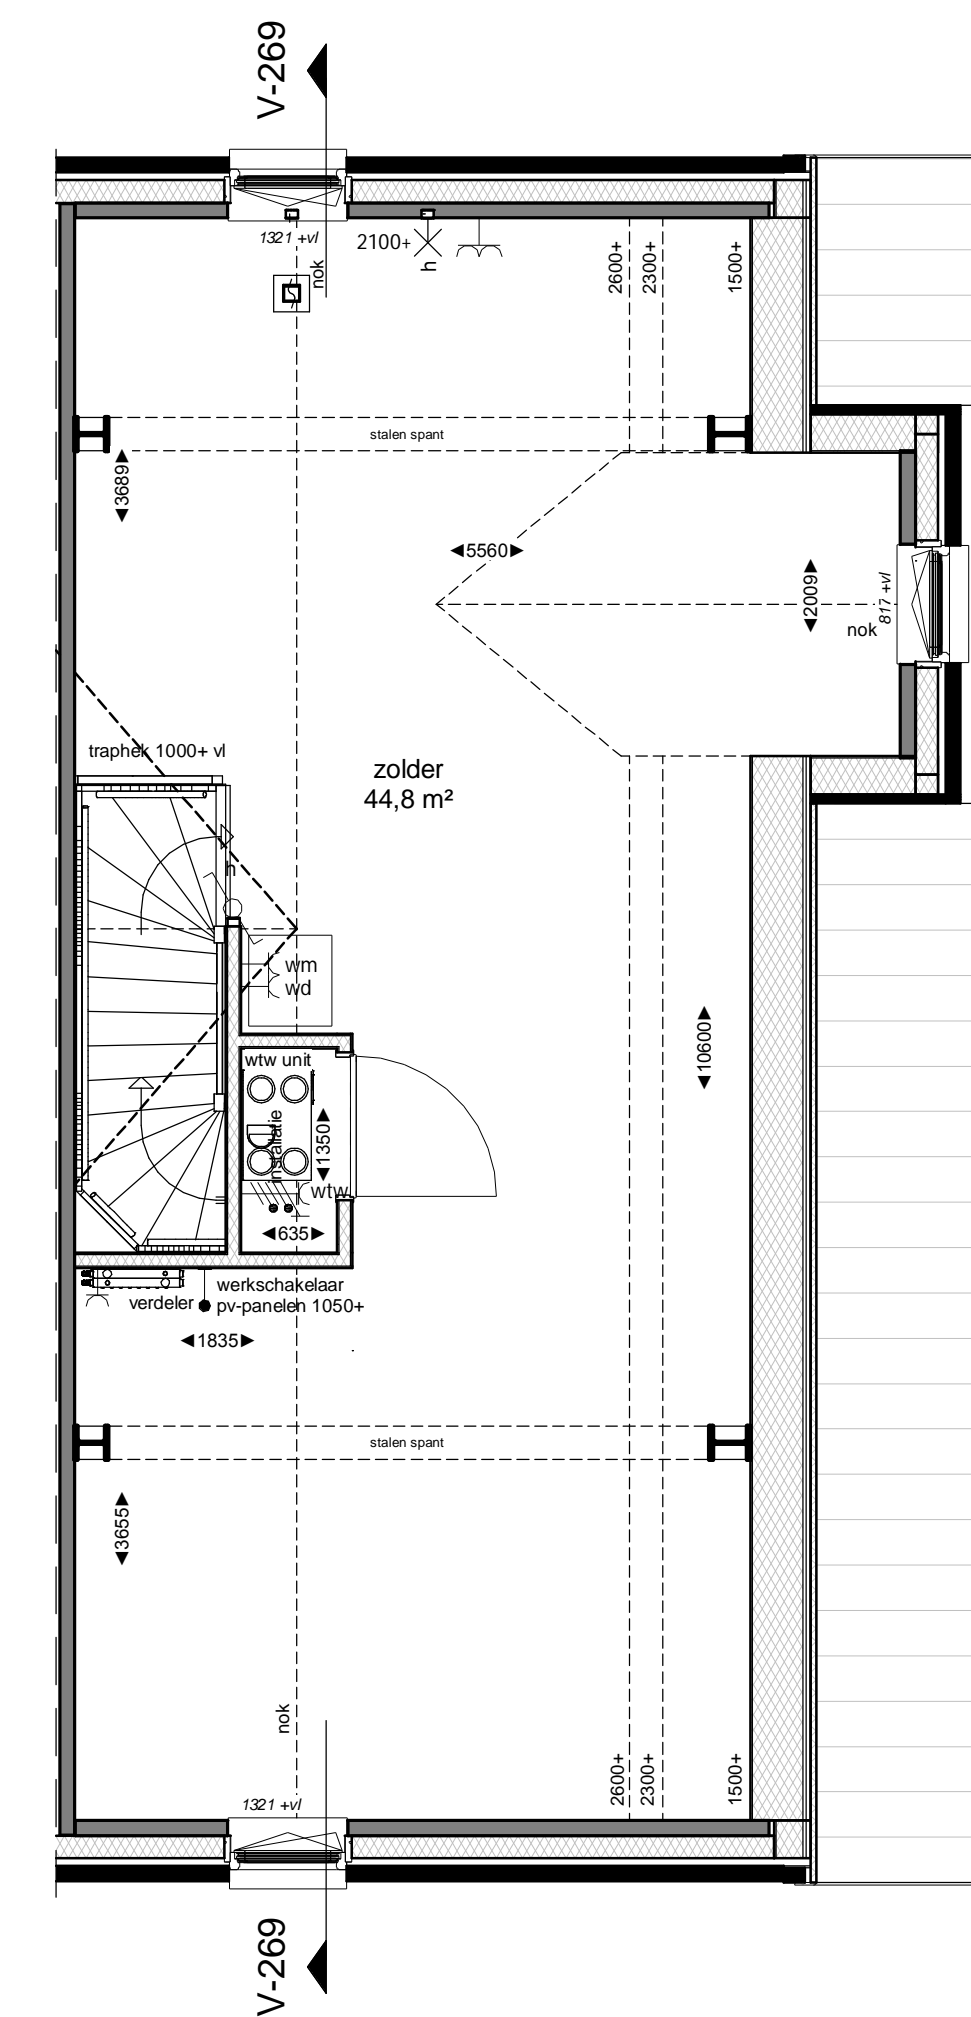 V-269
1321 +vl
2100+
h
nok
2600+
2300+
1500+
stalen spant
3689
5560
2009
817 +vl
nok
traphek 1000+ vl
zolder
44,8 m²
h
wm
wd
10600
wtw unit
installatie
1350
wtw
635
verdeler
werkschakelaar
pv-panelen 1050+
1835
stalen spant
3655
nok
2600+
2300+
1500+
1321 +vl
V-269